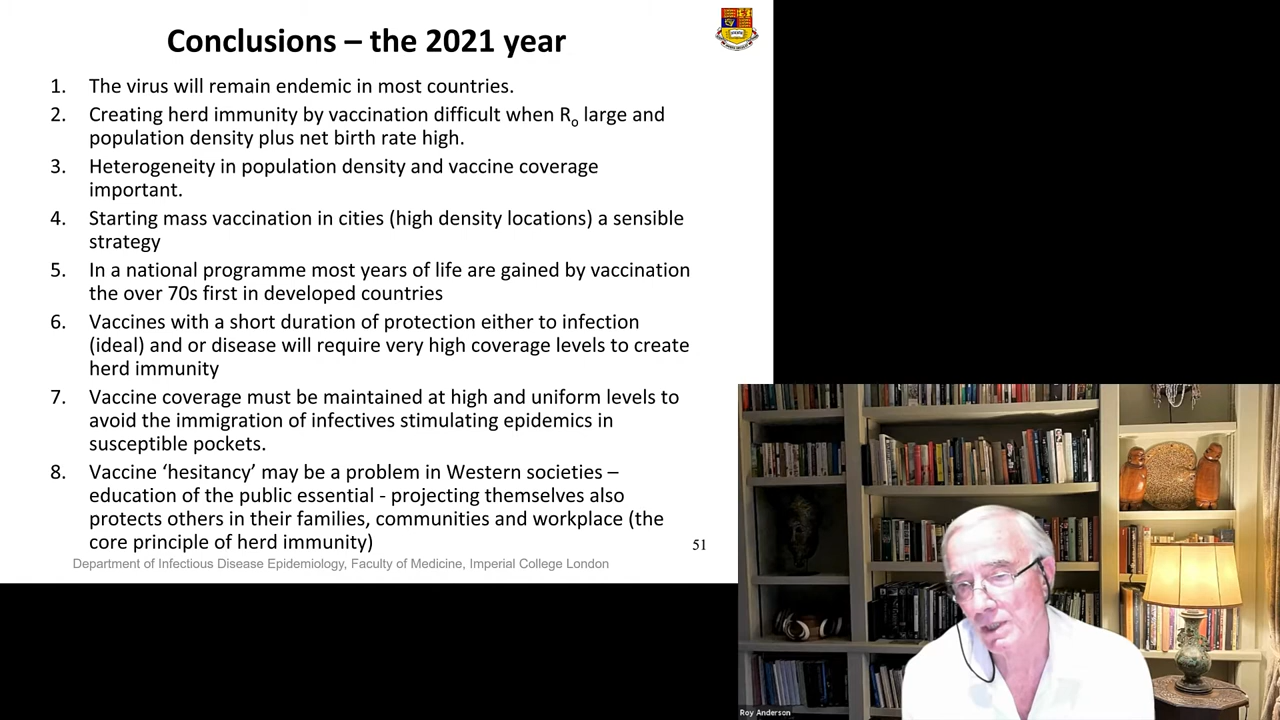 Conclusions – the 2021 year
1. The virus will remain endemic in most countries.
2. Creating herd immunity by vaccination difficult when Ro large and
population density plus net birth rate high.
3. Heterogeneity in population density and vaccine coverage
important.
4. Starting mass vaccination in cities (high density locations) a sensible
strategy
5. In a national programme most years of life are gained by vaccination
the over 70s first in developed countries
6. Vaccines with a short duration of protection either to infection
(ideal) and or disease will require very high coverage levels to create
herd immunity
7. Vaccine coverage must be maintained at high and uniform levels to
avoid the immigration of infectives stimulating epidemics in
susceptible pockets.
8. Vaccine ‘hesitancy’ may be a problem in Western societies –
education of the public essential - projecting themselves also
protects others in their families, communities and workplace (the
core principle of herd immunity)
51
Department of Infectious Disease Epidemiology, Faculty of Medicine, Imperial College London
Roy Anderson